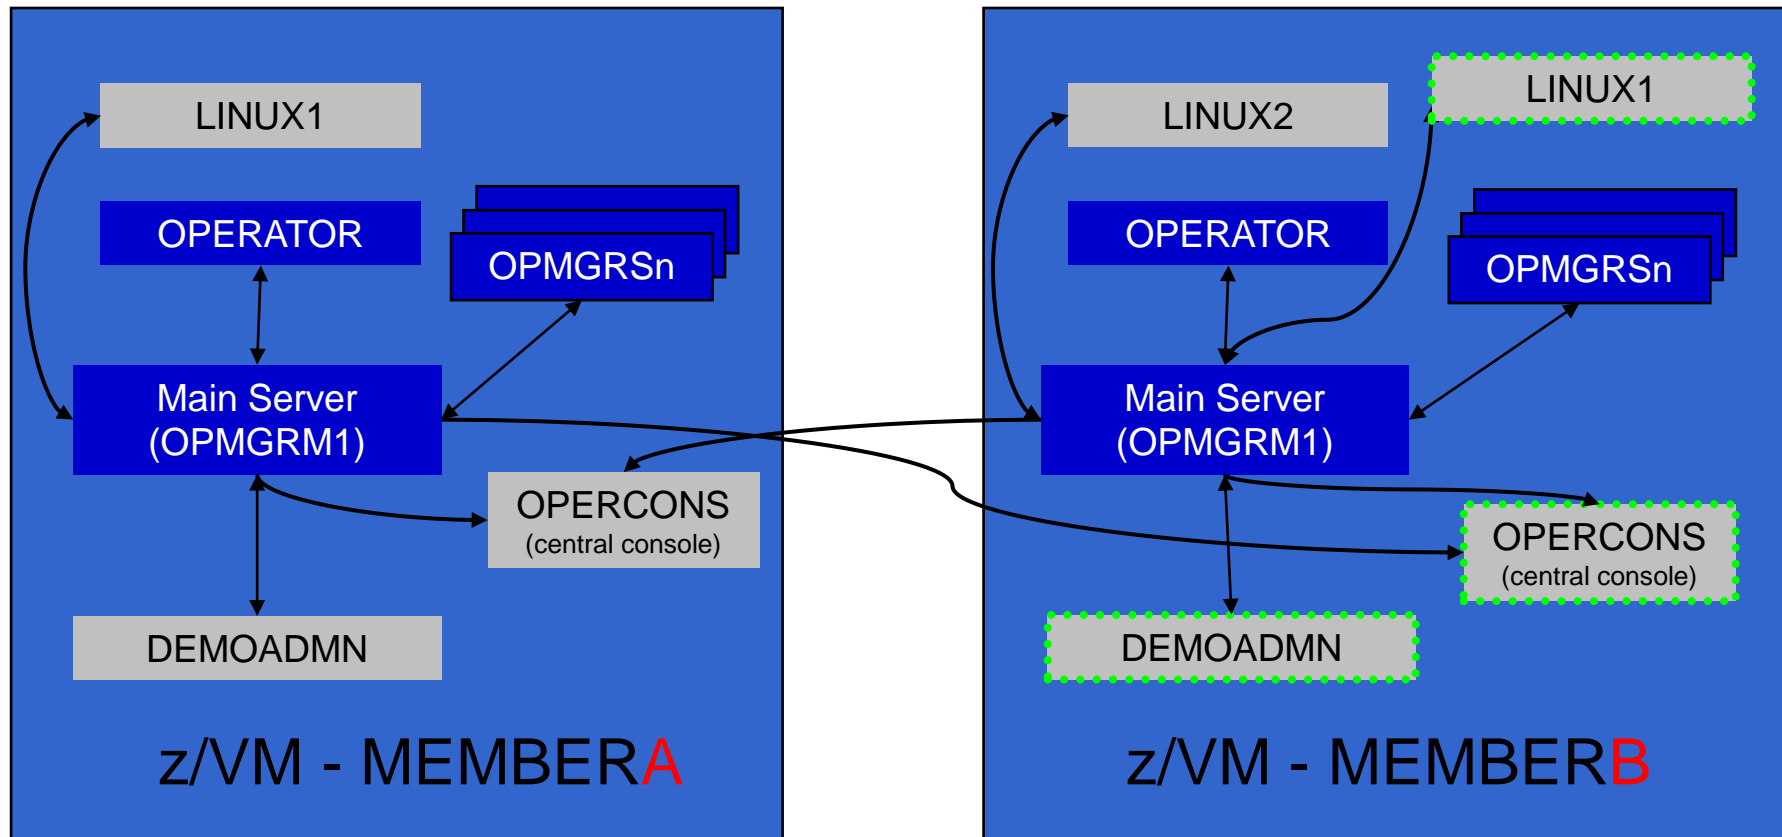 LINUX1
OPERATOR
OPMGRSn
Main Server
(OPMGRM1)
OPERCONS
(central console)
DEMOADMN
z/VM - MEMBERA
LINUX2
LINUX1
OPERATOR
OPMGRSn
Main Server
(OPMGRM1)
OPERCONS
(central console)
DEMOADMN
z/VM - MEMBERB